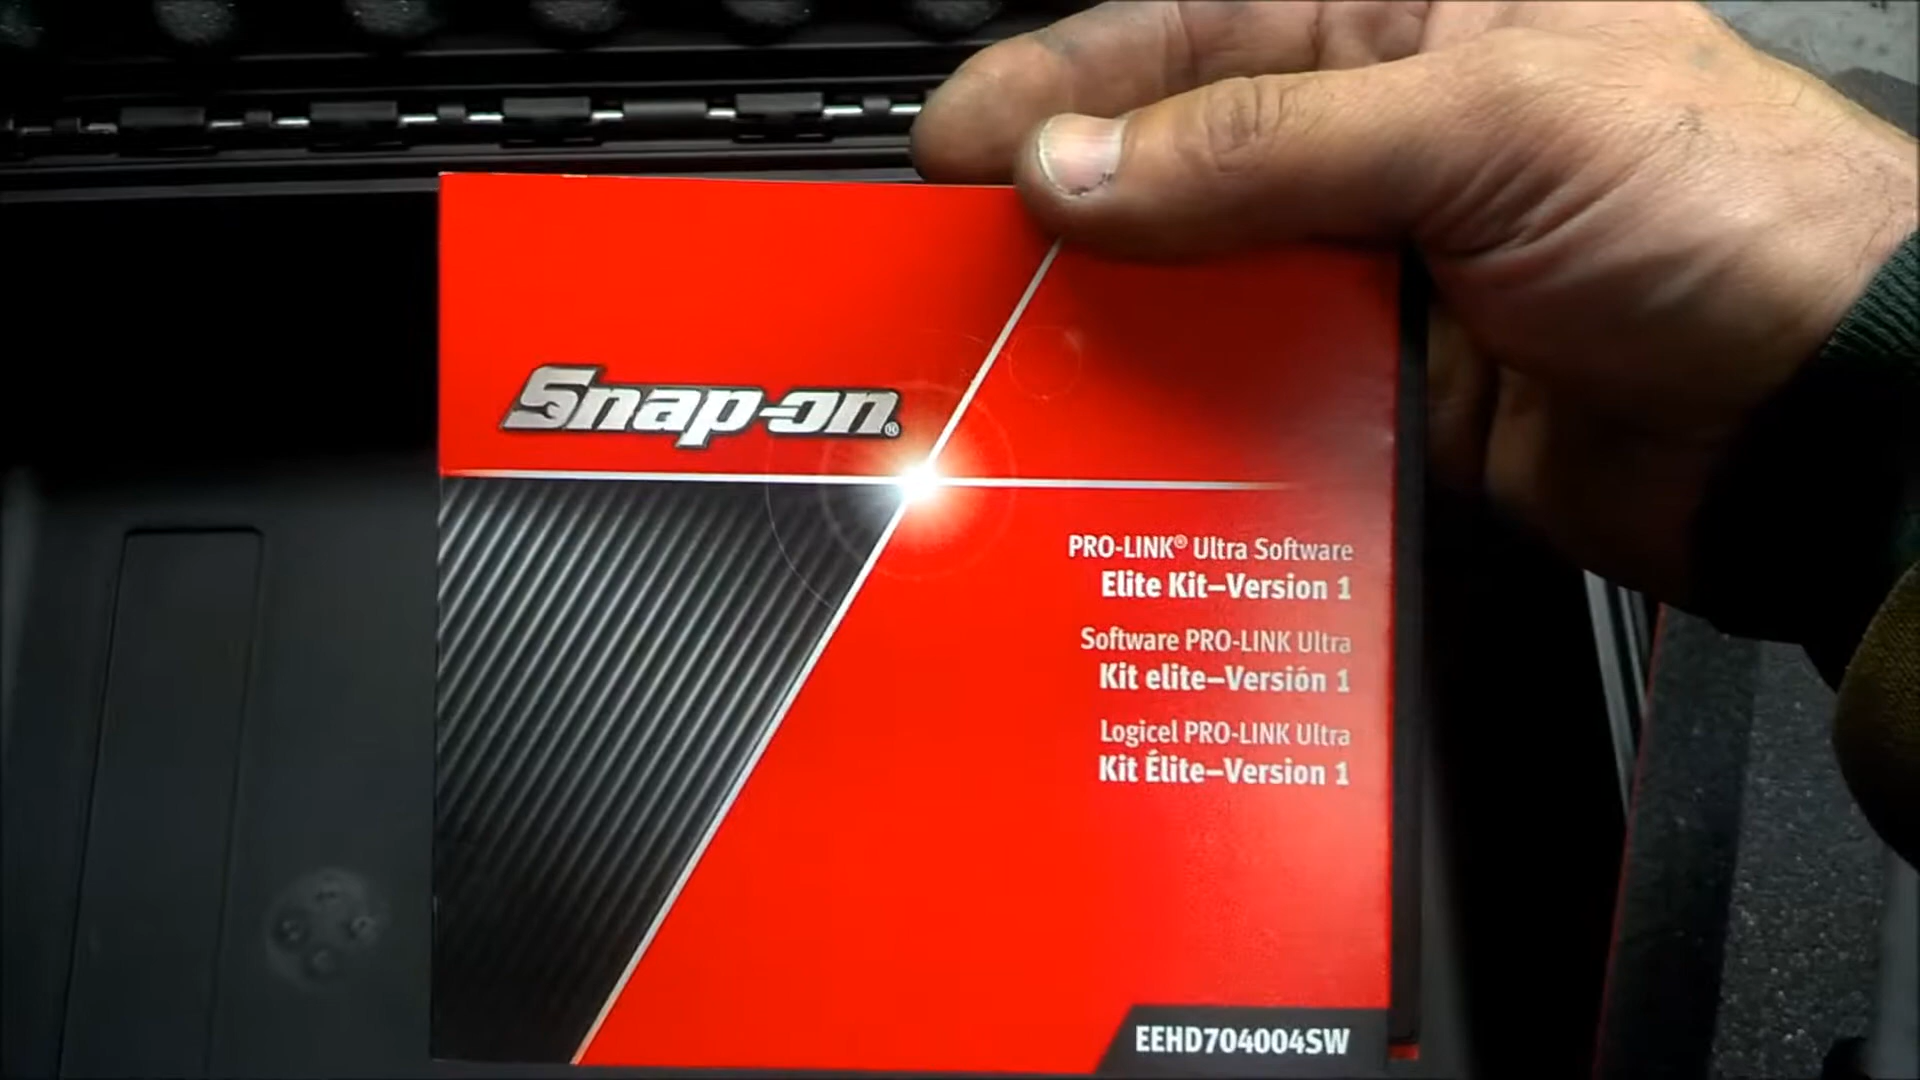 Snap-on®
PRO-LINK® Ultra Software
Elite Kit–Version 1
Software PRO-LINK Ultra
Kit elite–Versión 1
Logicel PRO-LINK Ultra
Kit Élite–Version 1
EEHD704004SW